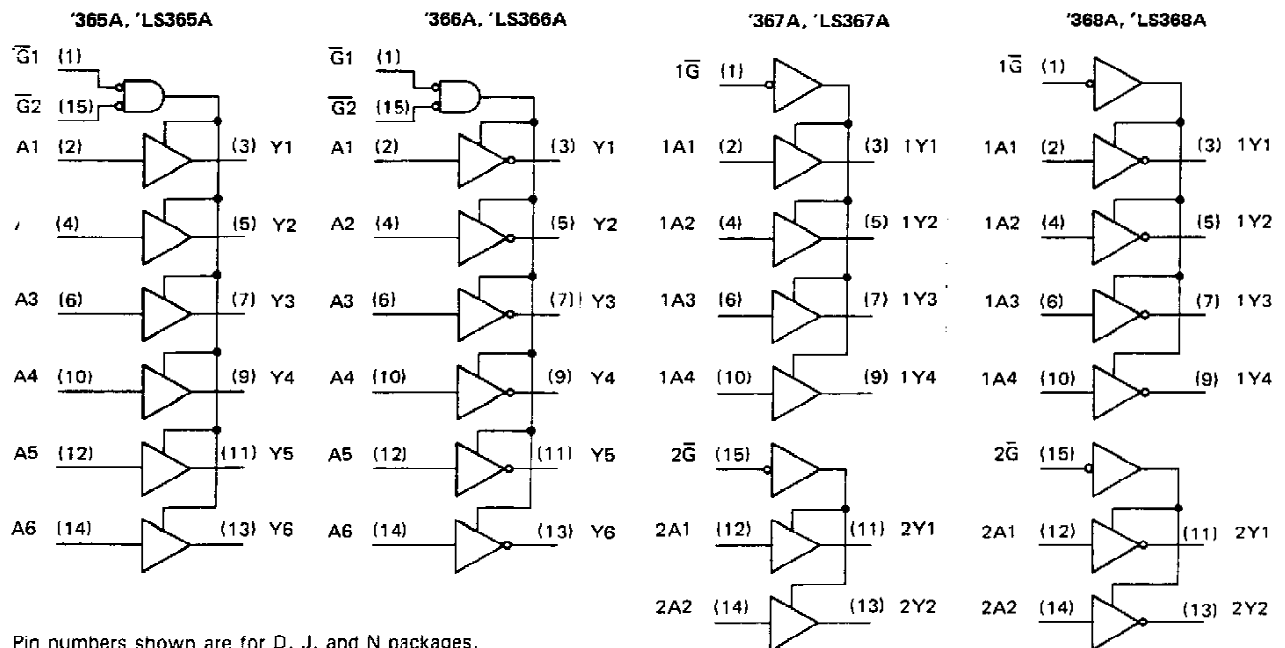 '365A, 'LS365A
G̅1 (1)
G̅2 (15)
A1 (2) (3) Y1
(4) (5) Y2
A3 (6) (7) Y3
A4 (10) (9) Y4
A5 (12) (11) Y5
A6 (14) (13) Y6
'366A, 'LS366A
G̅1 (1)
G̅2 (15)
A1 (2) (3) Y1
A2 (4) (5) Y2
A3 (6) (7) Y3
A4 (10) (9) Y4
A5 (12) (11) Y5
A6 (14) (13) Y6
'367A, 'LS367A
1G̅ (1)
1A1 (2) (3) 1Y1
1A2 (4) (5) 1Y2
1A3 (6) (7) 1Y3
1A4 (10) (9) 1Y4
2G̅ (15)
2A1 (12) (11) 2Y1
2A2 (14) (13) 2Y2
'368A, 'LS368A
1G̅ (1)
1A1 (2) (3) 1Y1
1A2 (4) (5) 1Y2
1A3 (6) (7) 1Y3
1A4 (10) (9) 1Y4
2G̅ (15)
2A1 (12) (11) 2Y1
2A2 (14) (13) 2Y2
Pin numbers shown are for D, J, and N packages.